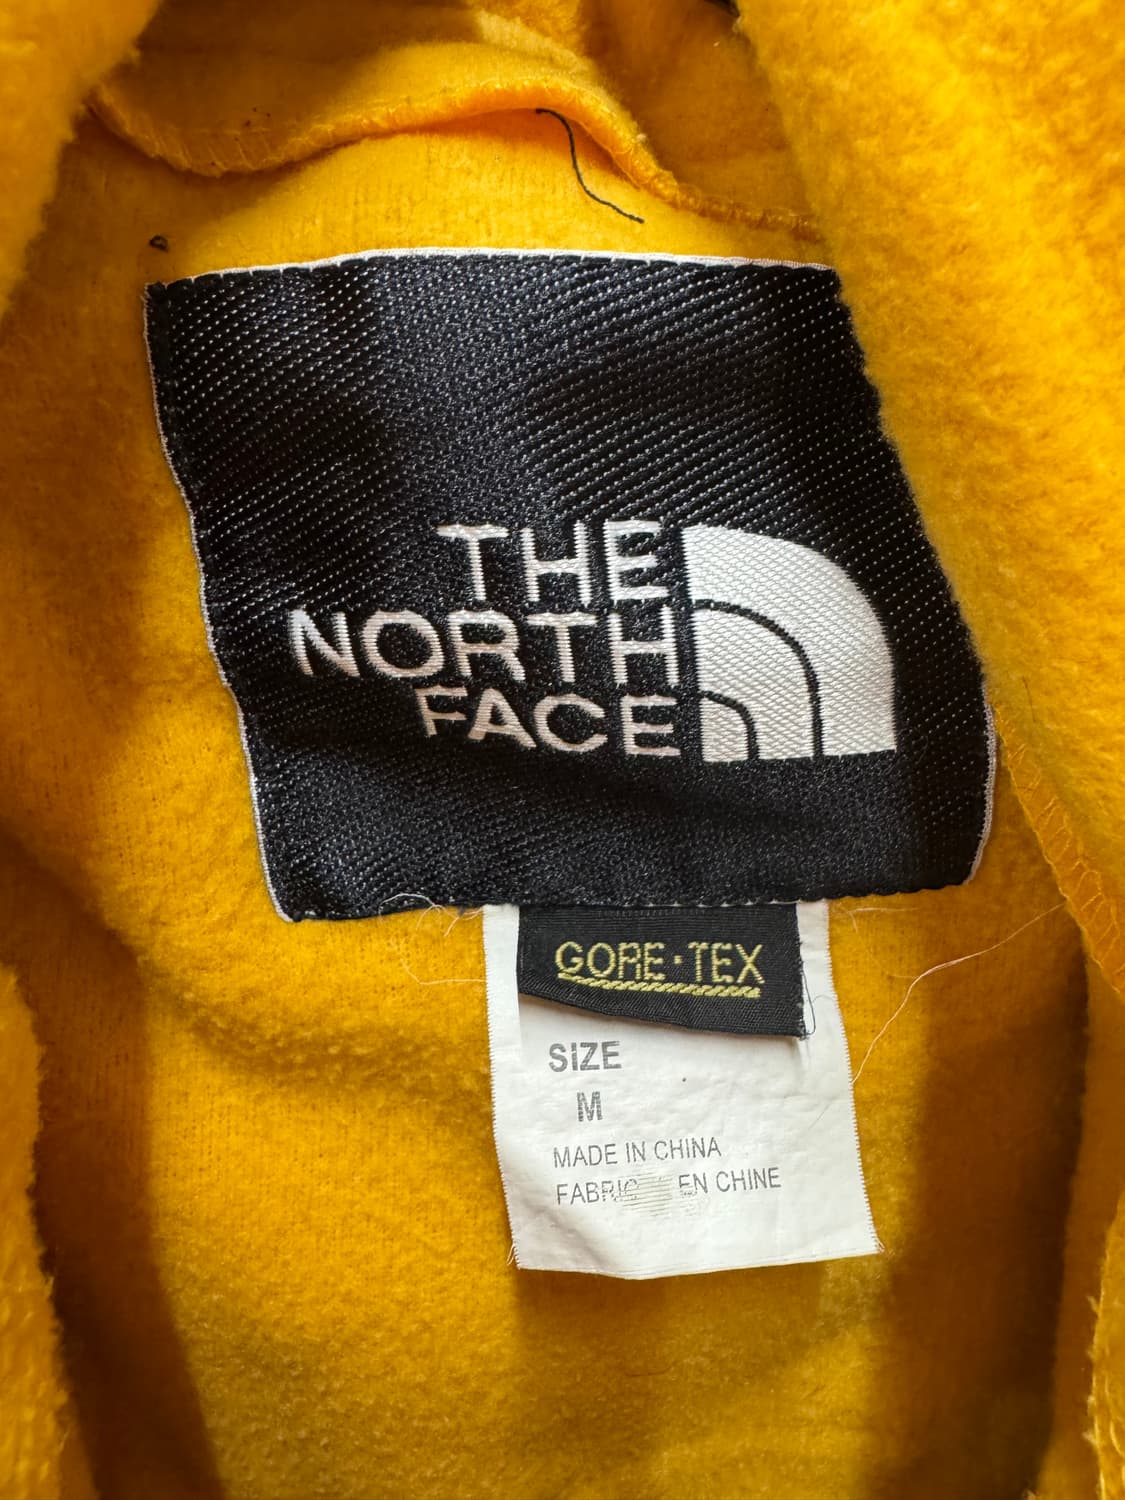 THE
NORTH
FACE
GORE-TEX
SIZE
M
MADE IN CHINA
EN CHINE